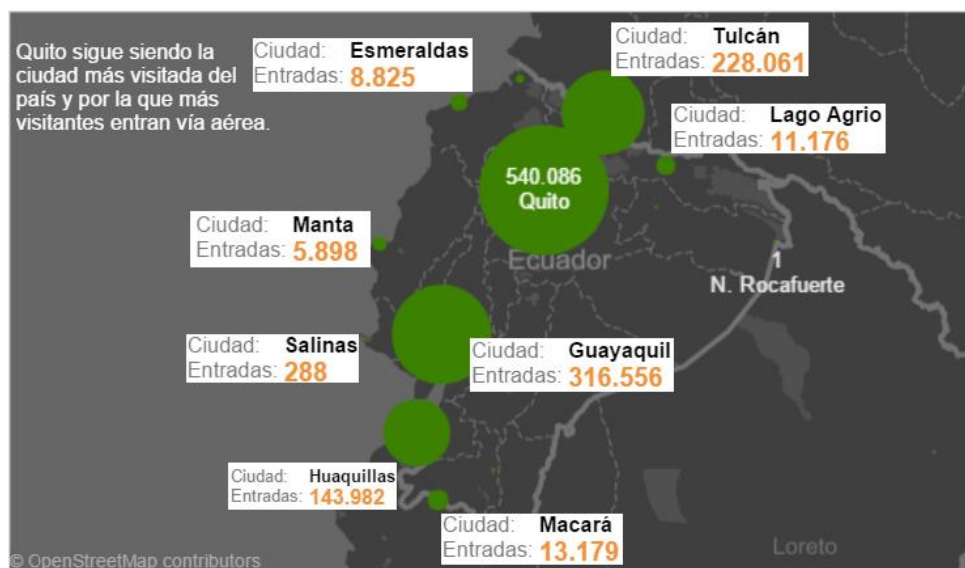 Quito sigue siendo la
ciudad más visitada del
país y por la que más
visitantes entran vía aérea.
Ciudad: Esmeraldas
Entradas: 8.825
Ciudad: Tulcán
Entradas: 228.061
Ciudad: Lago Agrio
Entradas: 11.176
540.086
Quito
Ciudad: Manta
Entradas: 5.898
Ecuador
1
N. Rocafuerte
Ciudad: Salinas
Entradas: 288
Ciudad: Guayaquil
Entradas: 316.556
Ciudad: Huaquillas
Entradas: 143.982
Ciudad: Macará
Entradas: 13.179
Loreto
© OpenStreetMap contributors